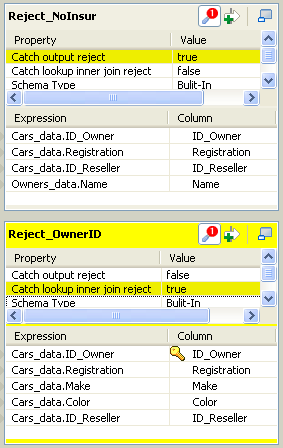 Reject_NoInsur 1
Property Value
Catch output reject true
Catch lookup inner join reject false
Schema Type Bulit-In
Expression Column
Cars_data.ID_Owner ID_Owner
Cars_data.Registration Registration
Cars_data.ID_Reseller ID_Reseller
Owners_data.Name Name
Reject_OwnerID 1
Property Value
Catch output reject false
Catch lookup inner join reject true
Schema Type Bulit-In
Expression Column
Cars_data.ID_Owner ID_Owner
Cars_data.Registration Registration
Cars_data.Make Make
Cars_data.Color Color
Cars_data.ID_Reseller ID_Reseller